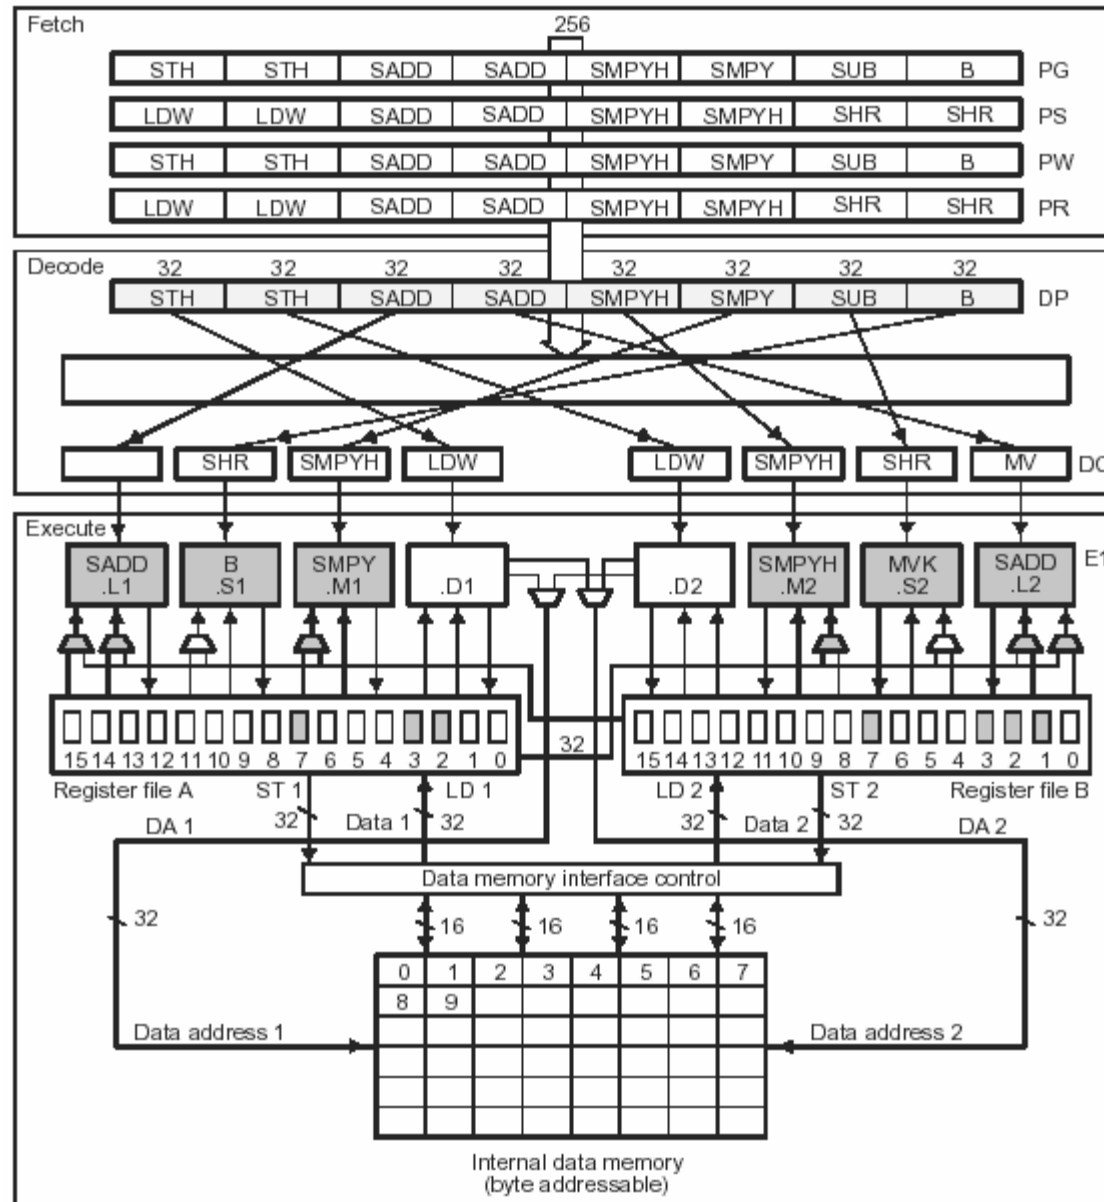 Fetch 256
STH STH SADD SADD SMPYH SMPY SUB B PG
LDW LDW SADD SADD SMPYH SMPYH SHR SHR PS
STH STH SADD SADD SMPYH SMPY SUB B PW
LDW LDW SADD SADD SMPYH SMPYH SHR SHR PR
Decode 32 32 32 32 32 32 32 32
STH STH SADD SADD SMPYH SMPY SUB B DP
SHR SMPYH LDW LDW SMPYH SHR MV DC
Execute
SADD B SMPY SMPYH MVK SADD E1
.L1 .S1 .M1 .D1 .D2 .M2 .S2 .L2
15 14 13 12 11 10 9 8 7 6 5 4 3 2 1 0 32 15 14 13 12 11 10 9 8 7 6 5 4 3 2 1 0
Register file A ST 1 LD 1 LD 2 ST 2 Register file B
DA 1 32 Data 1 32 32 Data 2 32 DA 2
Data memory interface control
32 16 16 16 16 32
0 1 2 3 4 5 6 7
8 9
Data address 1 Data address 2
Internal data memory
(byte addressable)